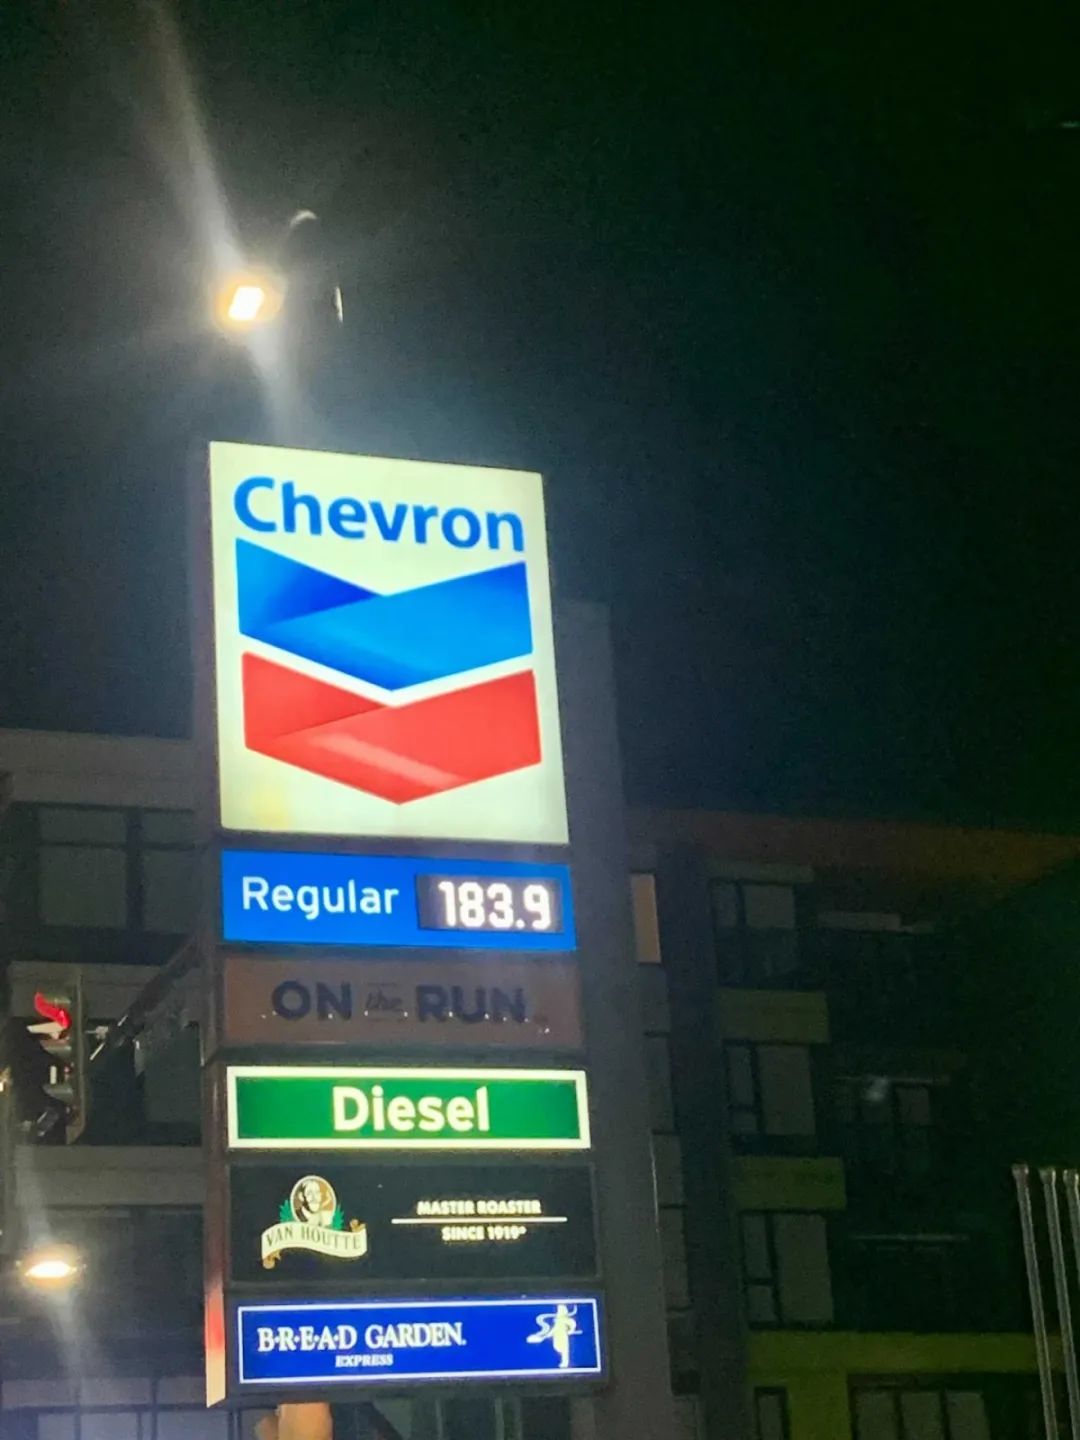 Chevron
Regular 183.9
ON the RUN
Diesel
VAN HOUTTE
MASTER ROASTER
SINCE 1919
B·R·E·A·D GARDEN.
EXPRESS